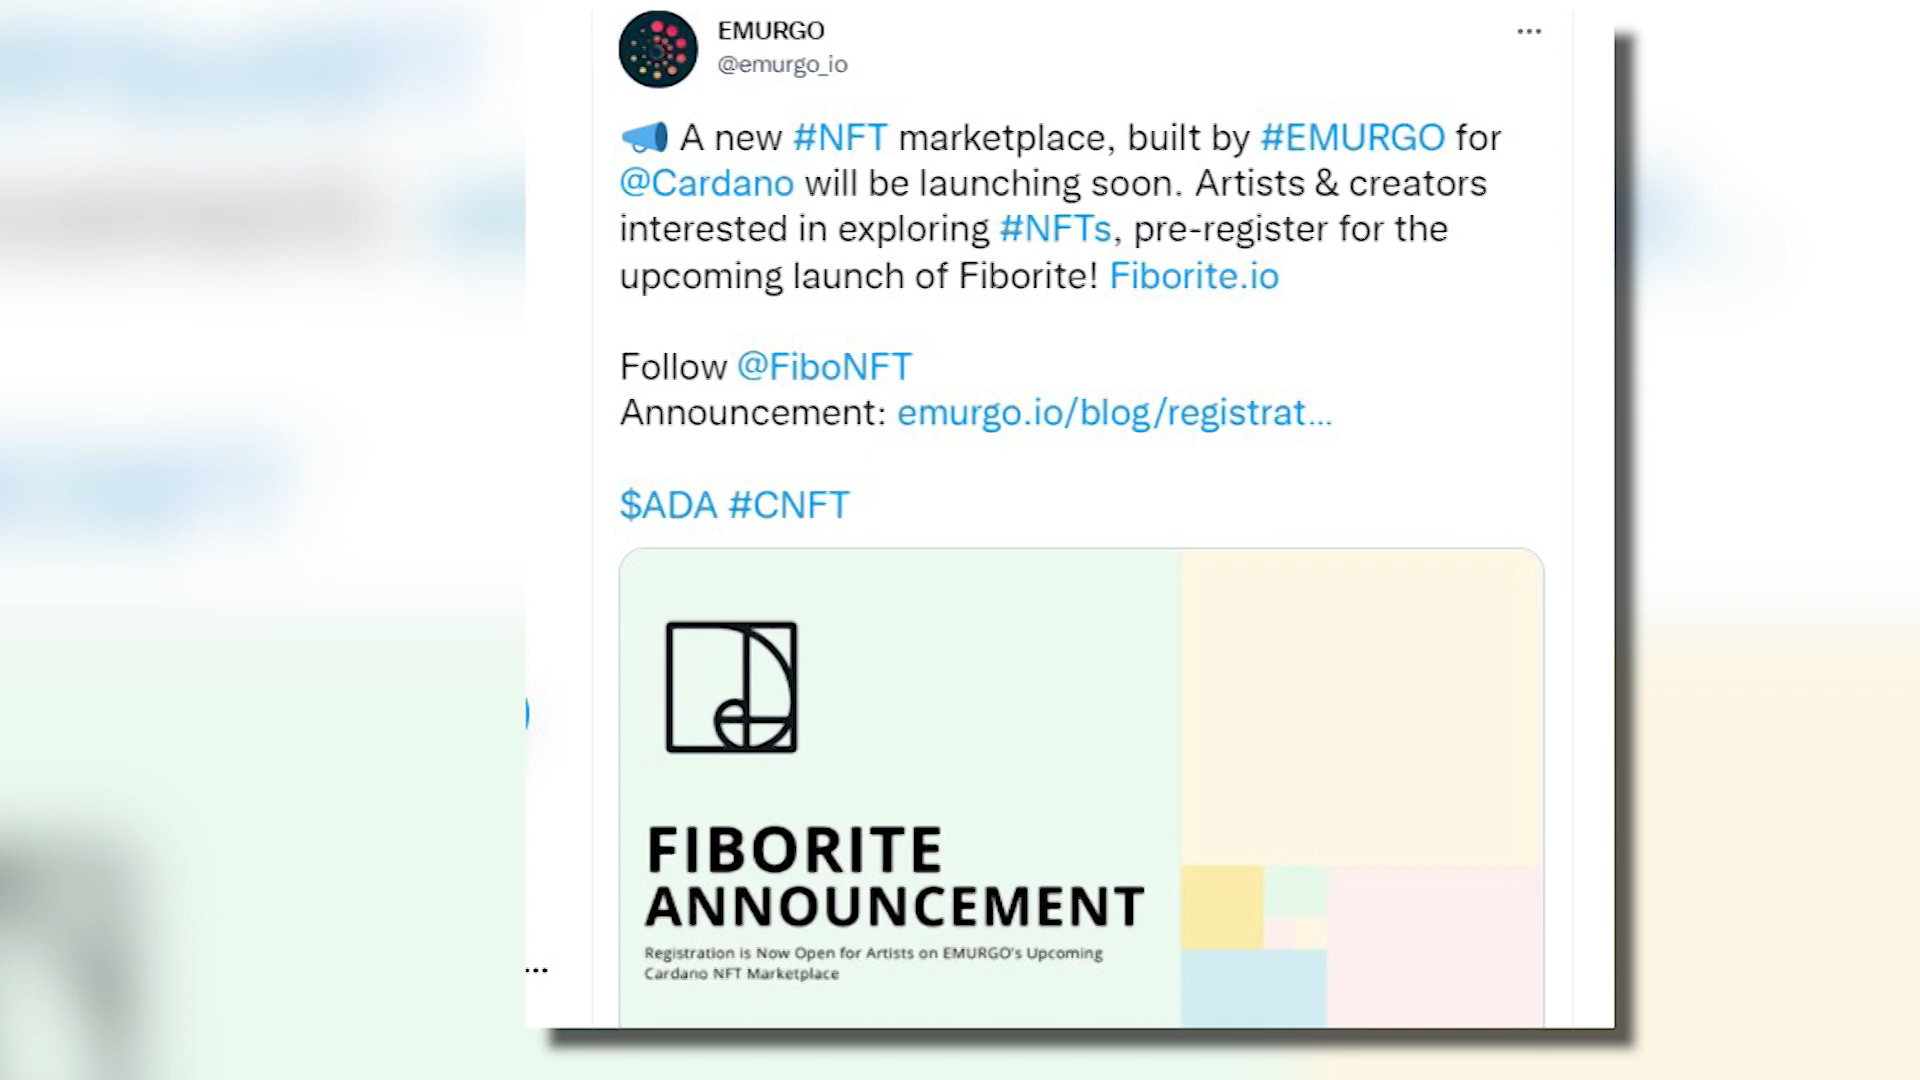 EMURGO
@emurgo_io
A new #NFT marketplace, built by #EMURGO for
@Cardano will be launching soon. Artists & creators
interested in exploring #NFTs, pre-register for the
upcoming launch of Fiborite! Fiborite.io
Follow @FiboNFT
Announcement: emurgo.io/blog/registrat...
$ADA #CNFT
FIBORITE
ANNOUNCEMENT
Registration is Now Open for Artists on EMURGO's Upcoming
Cardano NFT Marketplace